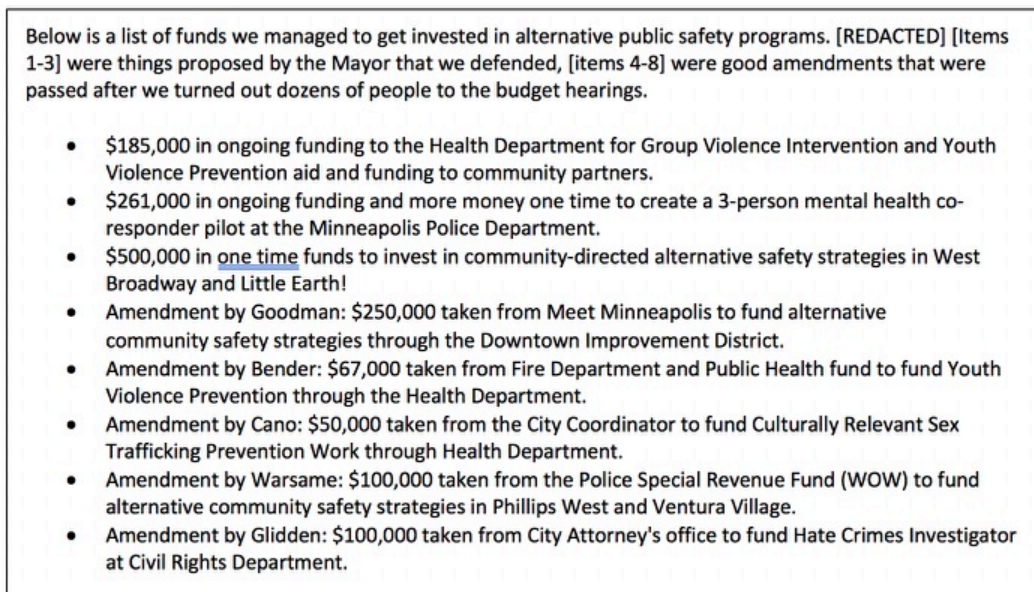 Below is a list of funds we managed to get invested in alternative public safety programs. [REDACTED] [Items
1-3] were things proposed by the Mayor that we defended, [items 4-8] were good amendments that were
passed after we turned out dozens of people to the budget hearings.
• $185,000 in ongoing funding to the Health Department for Group Violence Intervention and Youth
Violence Prevention aid and funding to community partners.
• $261,000 in ongoing funding and more money one time to create a 3-person mental health co-
responder pilot at the Minneapolis Police Department.
• $500,000 in one time funds to invest in community-directed alternative safety strategies in West
Broadway and Little Earth!
• Amendment by Goodman: $250,000 taken from Meet Minneapolis to fund alternative
community safety strategies through the Downtown Improvement District.
• Amendment by Bender: $67,000 taken from Fire Department and Public Health fund to fund Youth
Violence Prevention through the Health Department.
• Amendment by Cano: $50,000 taken from the City Coordinator to fund Culturally Relevant Sex
Trafficking Prevention Work through Health Department.
• Amendment by Warsame: $100,000 taken from the Police Special Revenue Fund (WOW) to fund
alternative community safety strategies in Phillips West and Ventura Village.
• Amendment by Glidden: $100,000 taken from City Attorney's office to fund Hate Crimes Investigator
at Civil Rights Department.